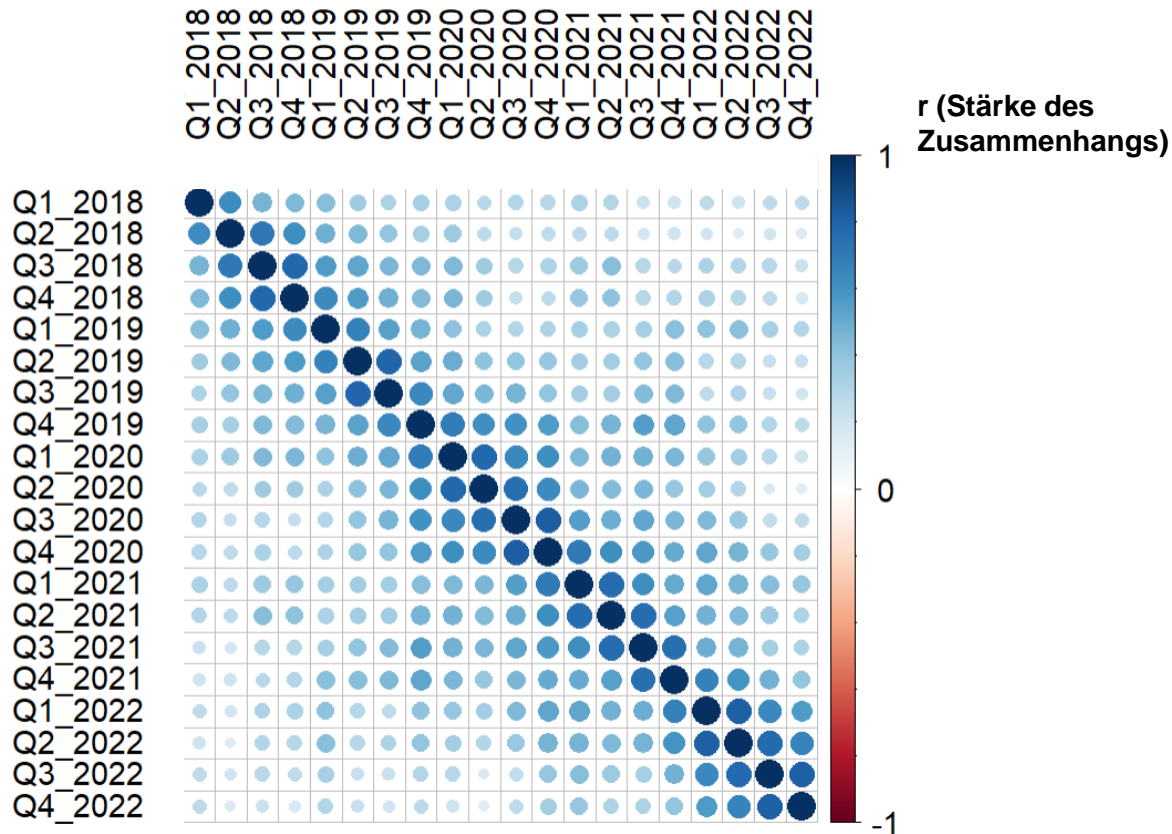 Q1_2018
Q2_2018
Q3_2018
Q4_2018
Q1_2019
Q2_2019
Q3_2019
Q4_2019
Q1_2020
Q2_2020
Q3_2020
Q4_2020
Q1_2021
Q2_2021
Q3_2021
Q4_2021
Q1_2022
Q2_2022
Q3_2022
Q4_2022
r (Stärke des
Zusammenhangs)
Q1_2018
Q2_2018
Q3_2018
Q4_2018
Q1_2019
Q2_2019
Q3_2019
Q4_2019
Q1_2020
Q2_2020
Q3_2020
Q4_2020
Q1_2021
Q2_2021
Q3_2021
Q4_2021
Q1_2022
Q2_2022
Q3_2022
Q4_2022
1
0
-1